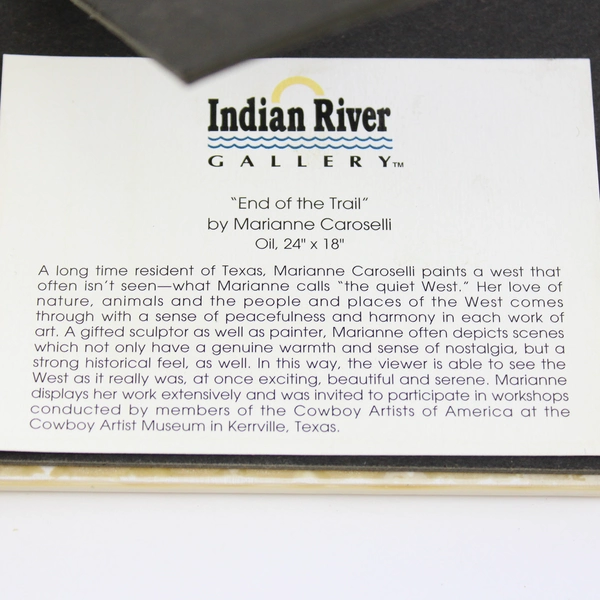 Indian River
GALLERY™
“End of the Trail”
by Marianne Caroselli
Oil, 24" x 18"
A long time resident of Texas, Marianne Caroselli paints a west that
often isn’t seen—what Marianne calls “the quiet West.” Her love of
nature, animals and the people and places of the West comes
through with a sense of peacefulness and harmony in each work of
art. A gifted sculptor as well as painter, Marianne often depicts scenes
which not only have a genuine warmth and sense of nostalgia, but a
strong historical feel, as well. In this way, the viewer is able to see the
West as it really was, at once exciting, beautiful and serene. Marianne
displays her work extensively and was invited to participate in workshops
conducted by members of the Cowboy Artists of America at the
Cowboy Artist Museum in Kerrville, Texas.